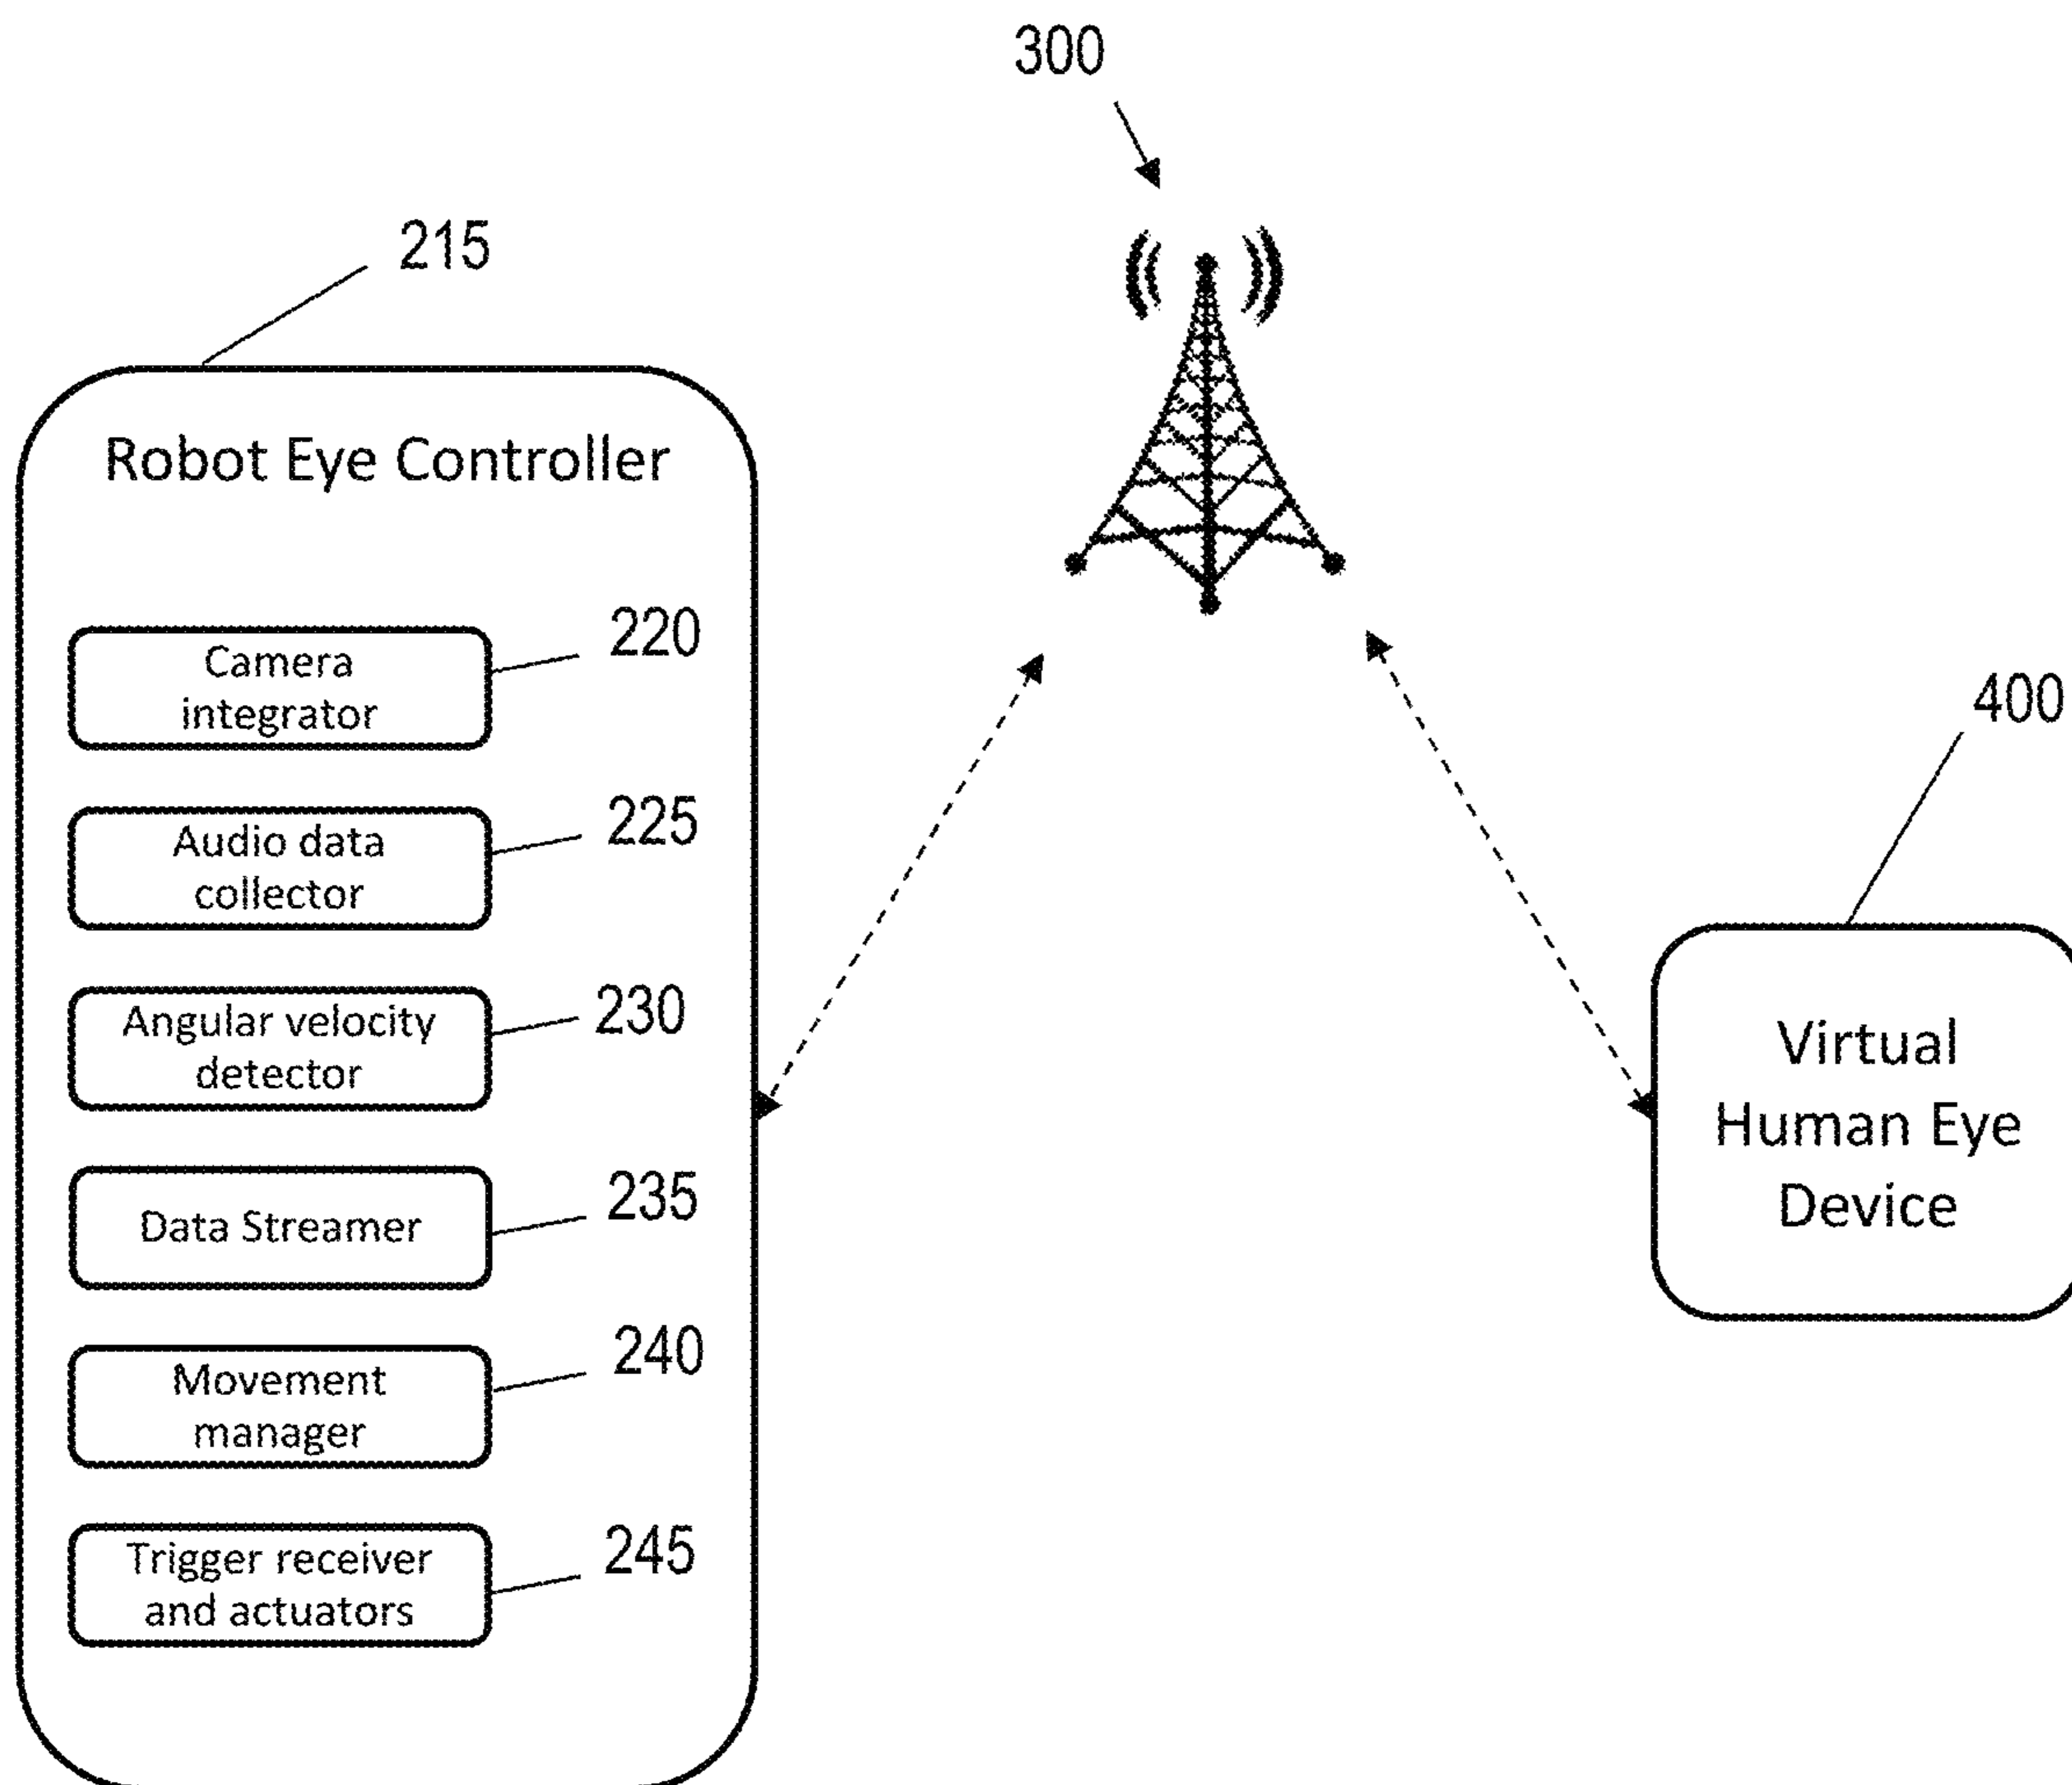 300
215
Robot Eye Controller
Camera
integrator
220
Audio data
collector
225
Angular velocity
detector
230
Data Streamer
235
Movement
manager
240
Trigger receiver
and actuators
245
400
Virtual
Human Eye
Device